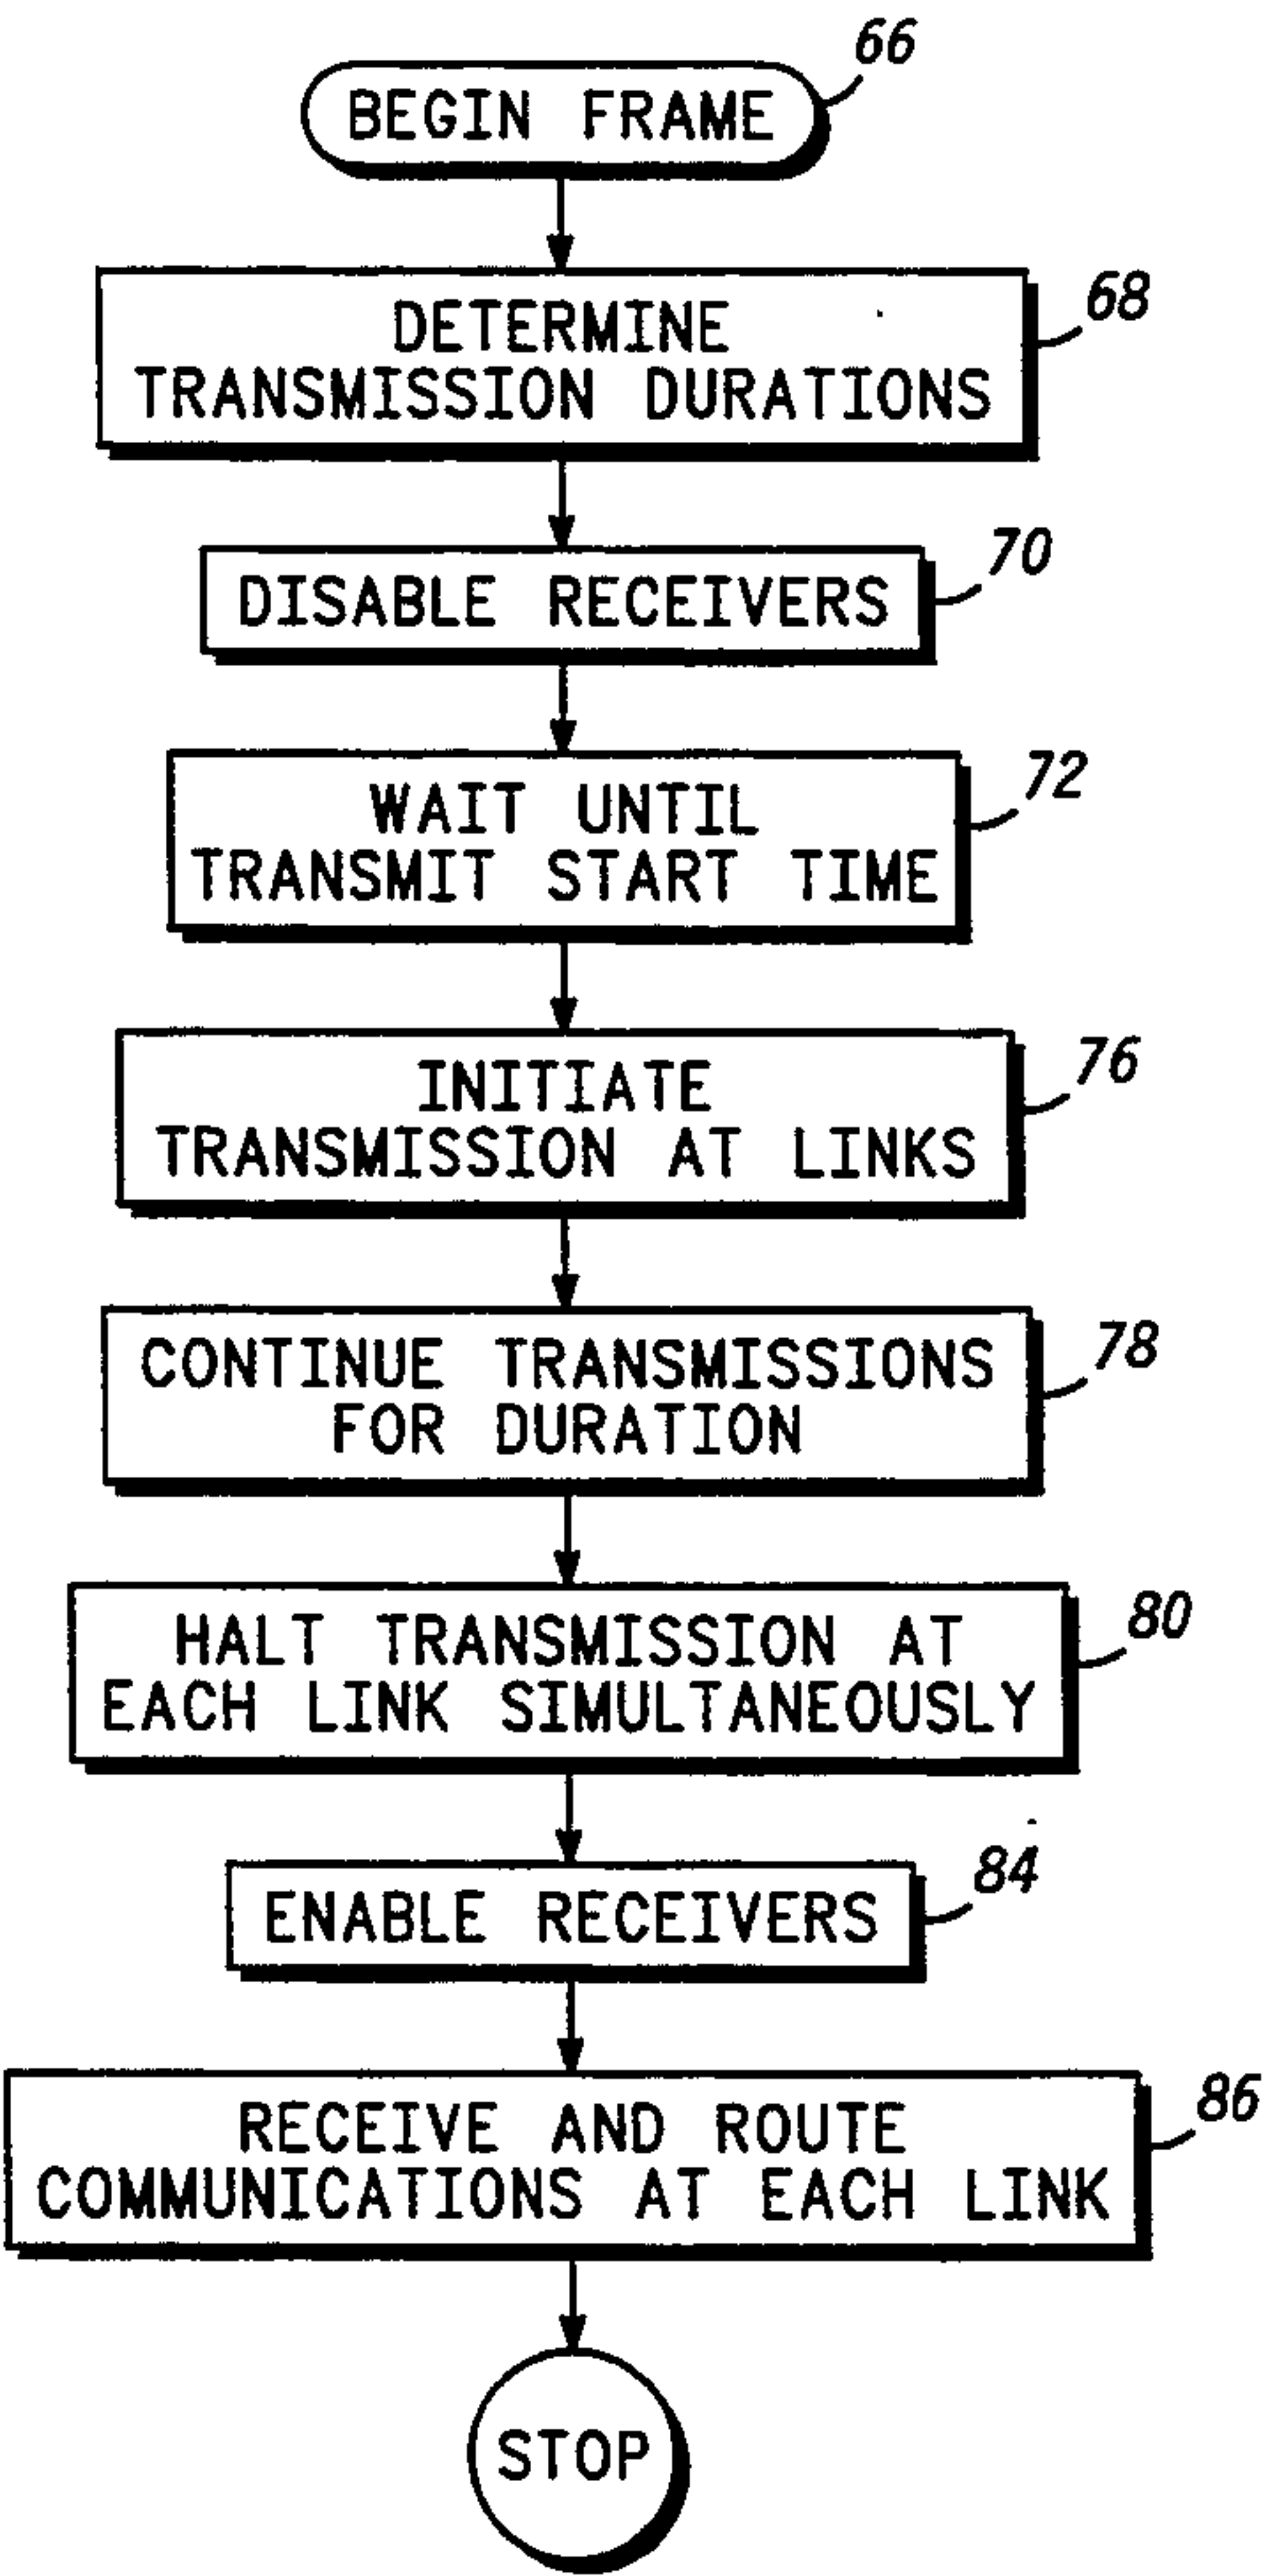 66
BEGIN FRAME
68
DETERMINE
TRANSMISSION DURATIONS
70
DISABLE RECEIVERS
72
WAIT UNTIL
TRANSMIT START TIME
76
INITIATE
TRANSMISSION AT LINKS
78
CONTINUE TRANSMISSIONS
FOR DURATION
80
HALT TRANSMISSION AT
EACH LINK SIMULTANEOUSLY
84
ENABLE RECEIVERS
86
RECEIVE AND ROUTE
COMMUNICATIONS AT EACH LINK
STOP